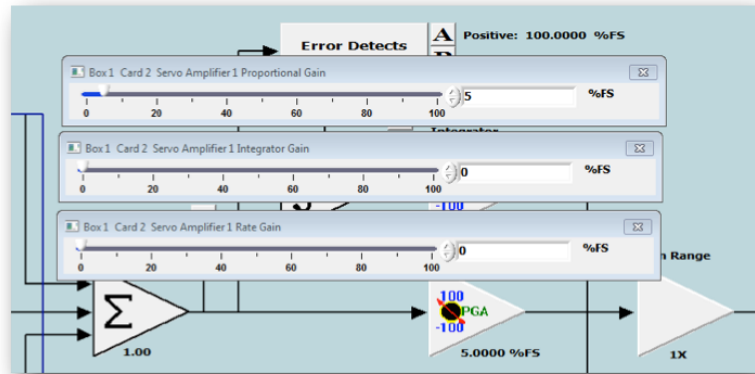 Error Detects
A
Positive: 100.0000 %FS
Box 1 Card 2 Servo Amplifier 1 Proportional Gain
0 20 40 60 80 100
5
%FS
Integrator
Box 1 Card 2 Servo Amplifier 1 Integrator Gain
0 20 40 60 80 100
0
%FS
-100
Box 1 Card 2 Servo Amplifier 1 Rate Gain
0 20 40 60 80 100
0
%FS
Range
Σ
1.00
100
PGA
-100
5.0000 %FS
1X